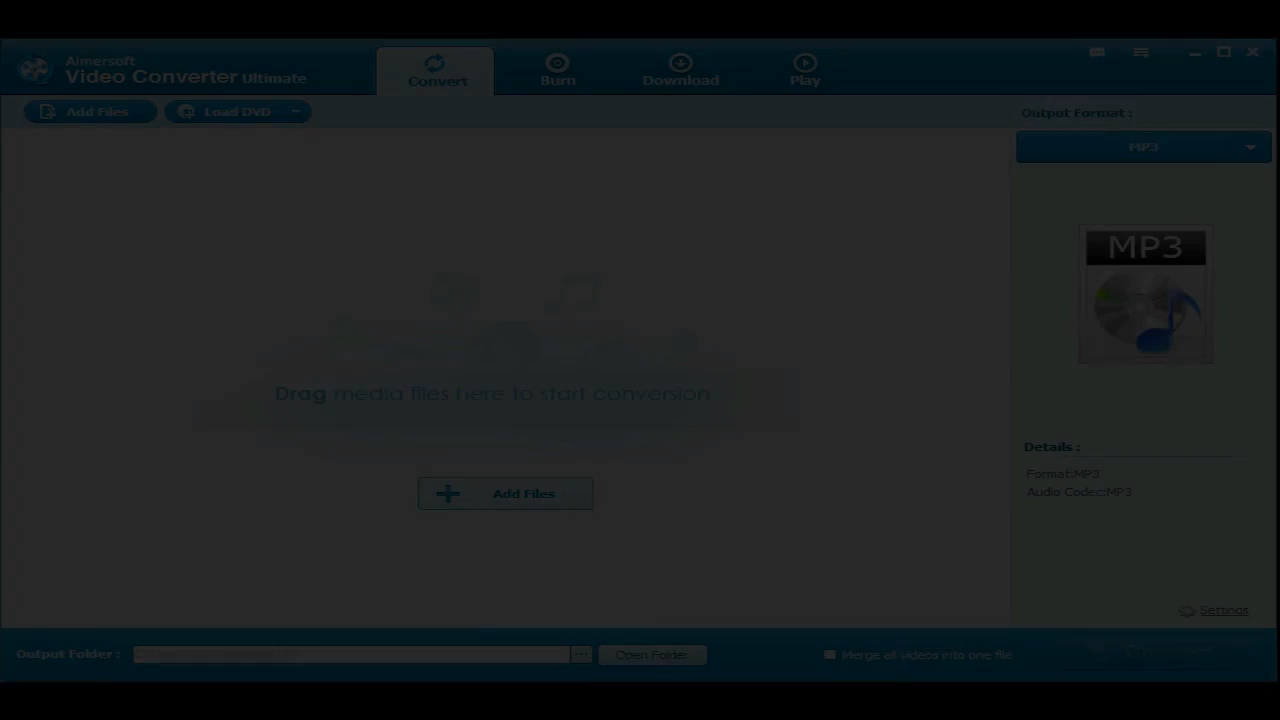 Aimersoft
Video Converter Ultimate
Convert
Burn
Download
Play
Add Files
Load DVD
Output Format :
MP3
MP3
Drag media files here to start conversion
Add Files
Details :
Format:MP3
Audio Codec:MP3
Settings
Output Folder :
...
Open Folder
Merge all videos into one file